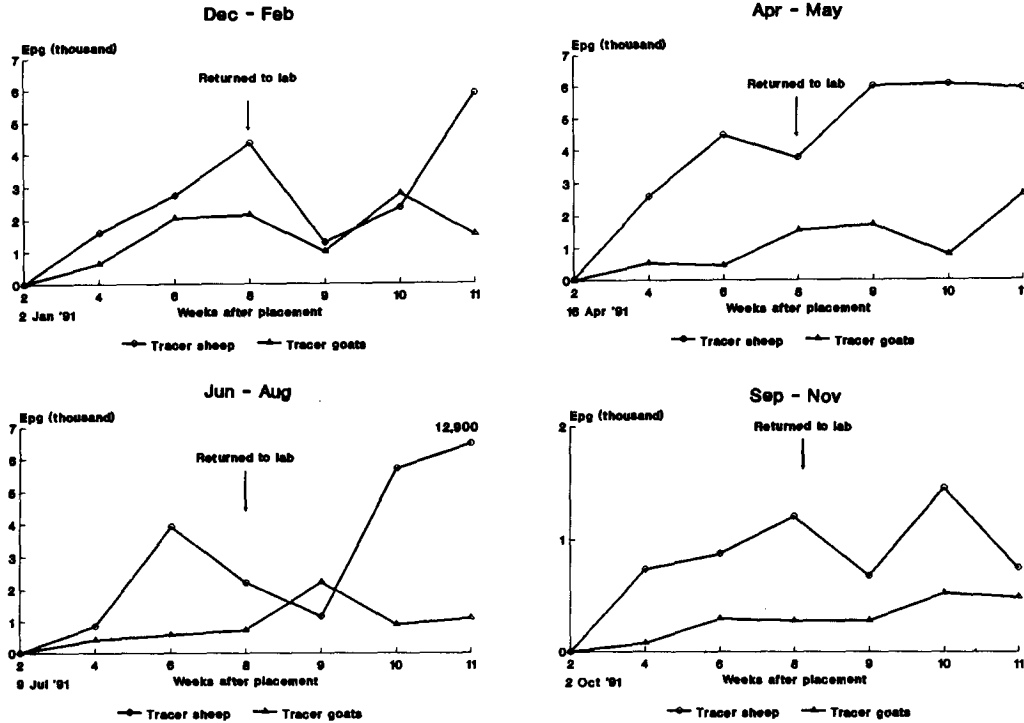 Dec - Feb
Epg (thousand)
7
6
5
4
3
2
1
0
Returned to lab
2 4 6 8 9 10 11
2 Jan '91
Weeks after placement
Tracer sheep Tracer goats
Apr - May
Epg (thousand)
7
6
5
4
3
2
1
0
Returned to lab
2 4 6 8 9 10 11
16 Apr '91
Weeks after placement
Tracer sheep Tracer goats
Jun - Aug
Epg (thousand)
12,900
7
6
5
4
3
2
1
0
Returned to lab
2 4 6 8 9 10 11
9 Jul '91
Weeks after placement
Tracer sheep Tracer goats
Sep - Nov
Epg (thousand)
2
1
0
Returned to lab
2 4 6 8 9 10 11
2 Oct '91
Weeks after placement
Tracer sheep Tracer goats